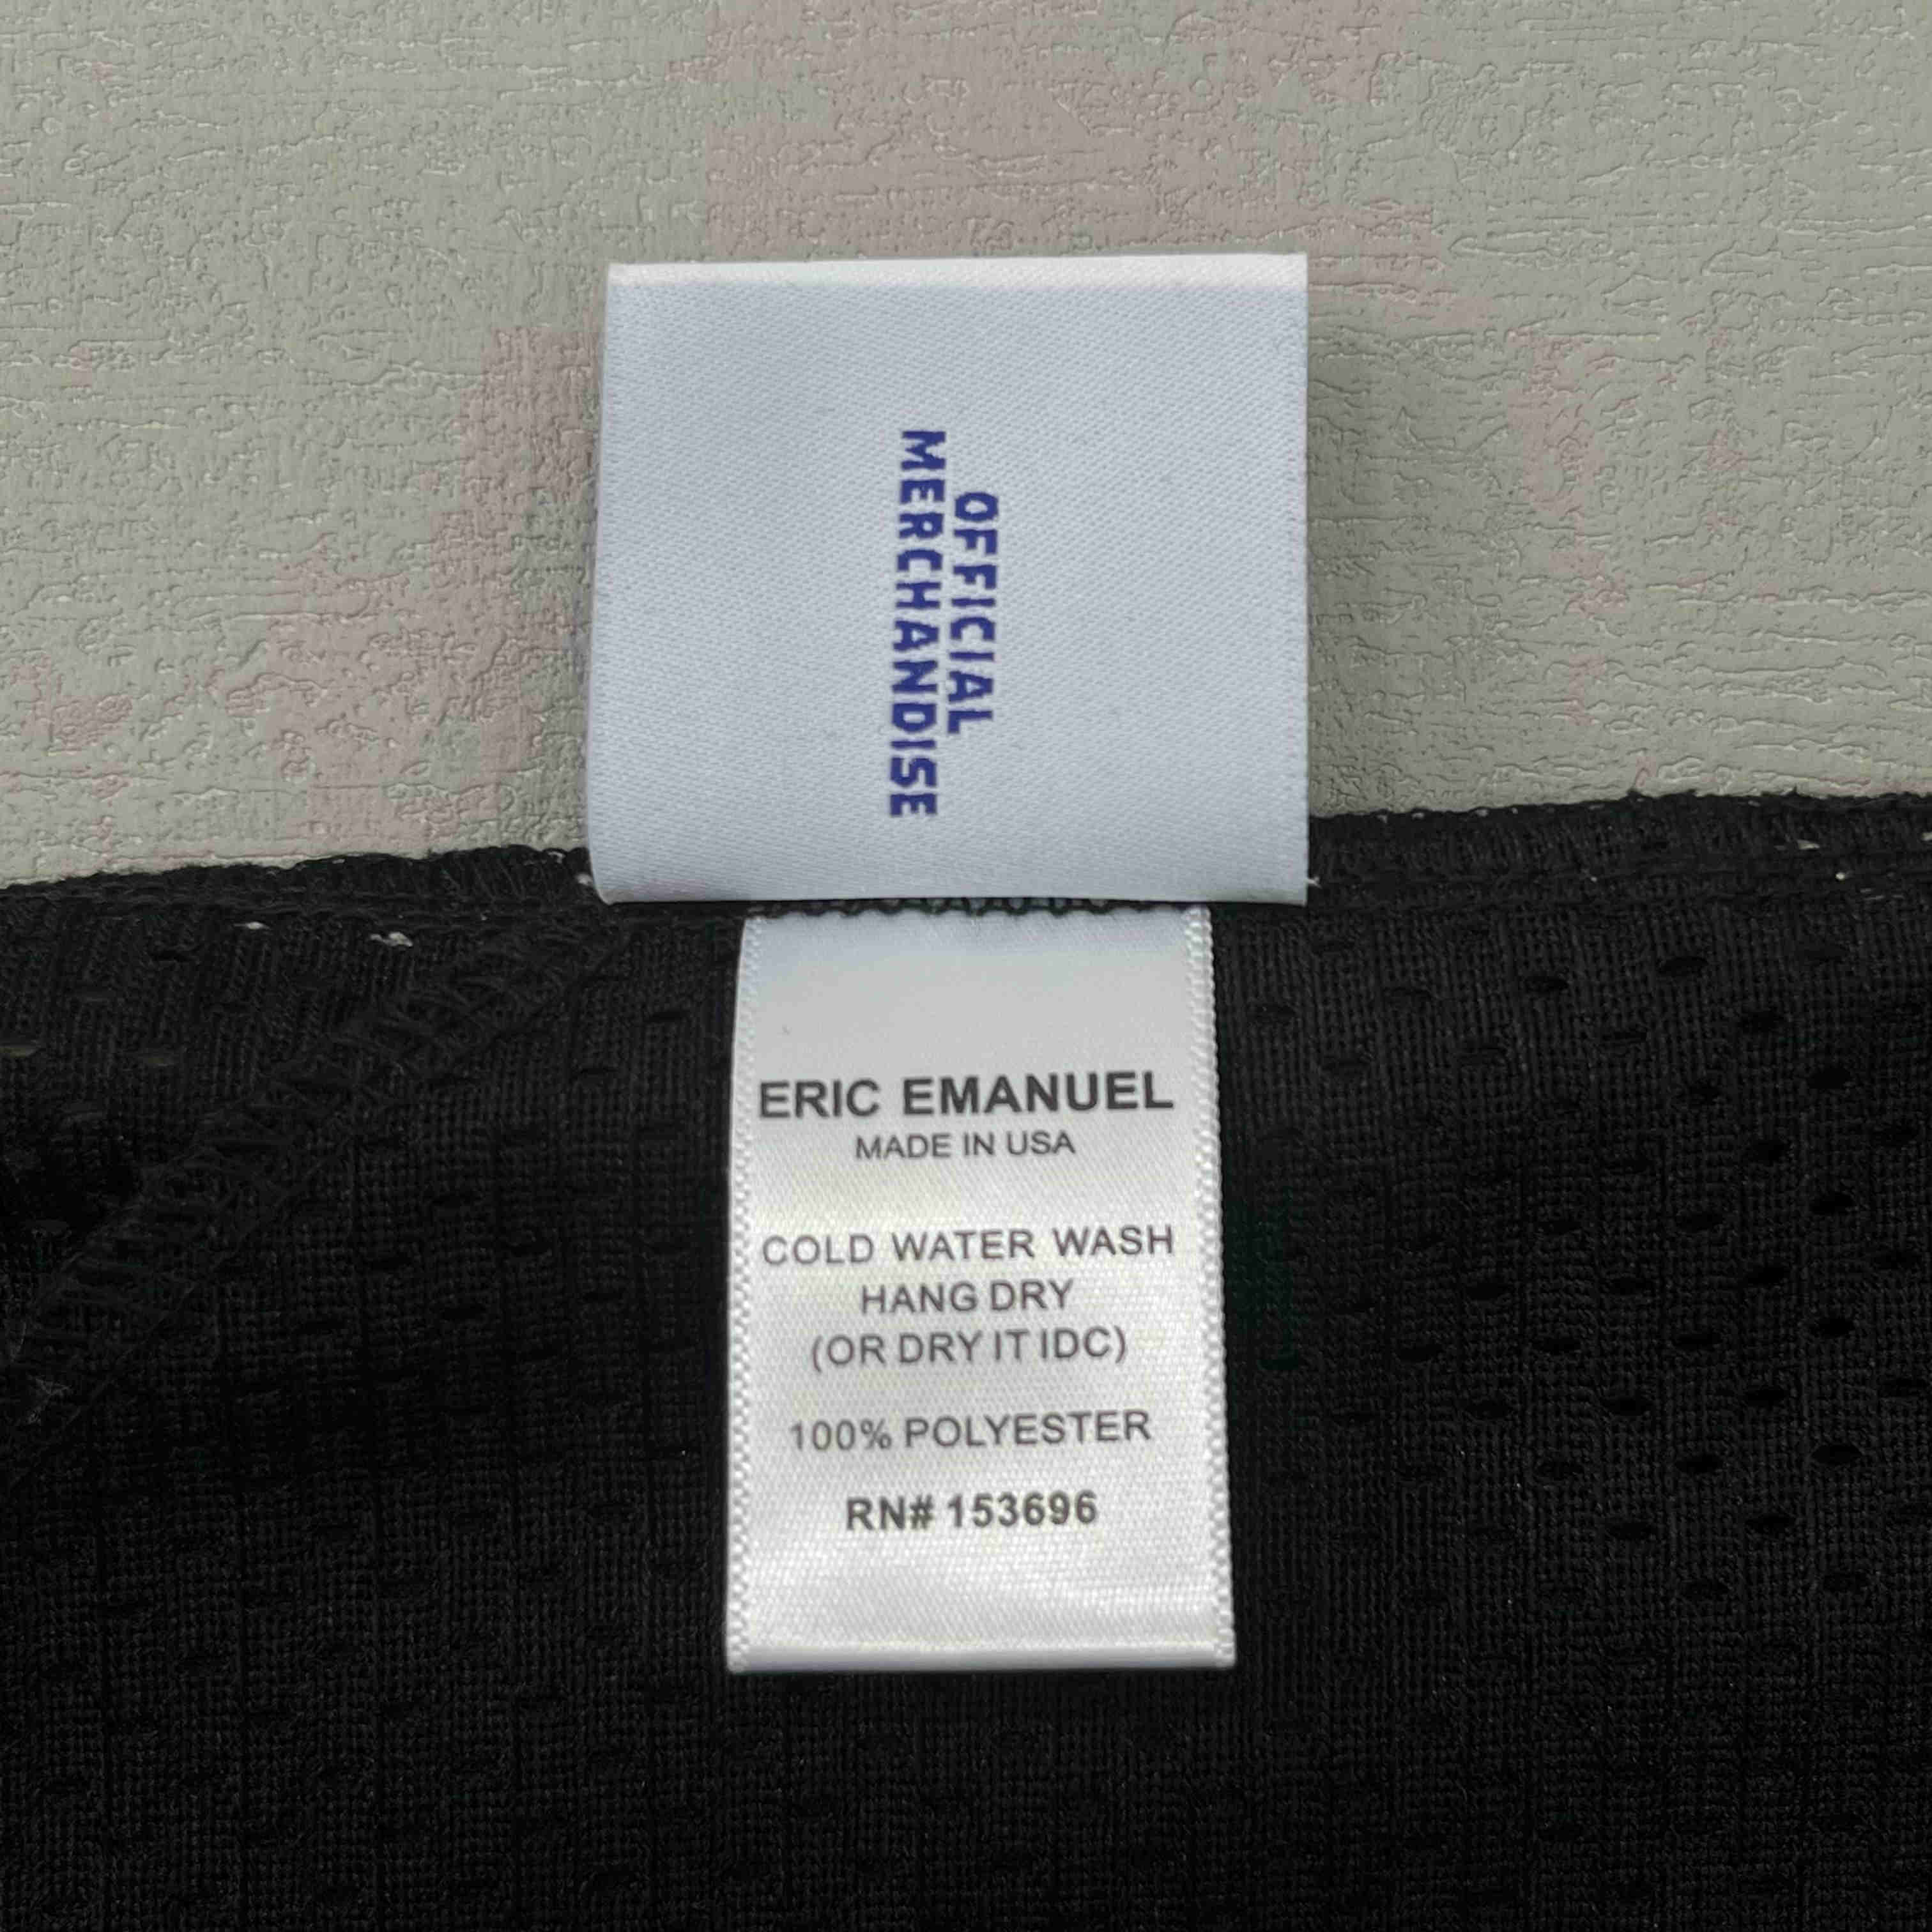 OFFICIAL
MERCHANDISE
ERIC EMANUEL
MADE IN USA
COLD WATER WASH
HANG DRY
(OR DRY IT IDC)
100% POLYESTER
RN# 153696